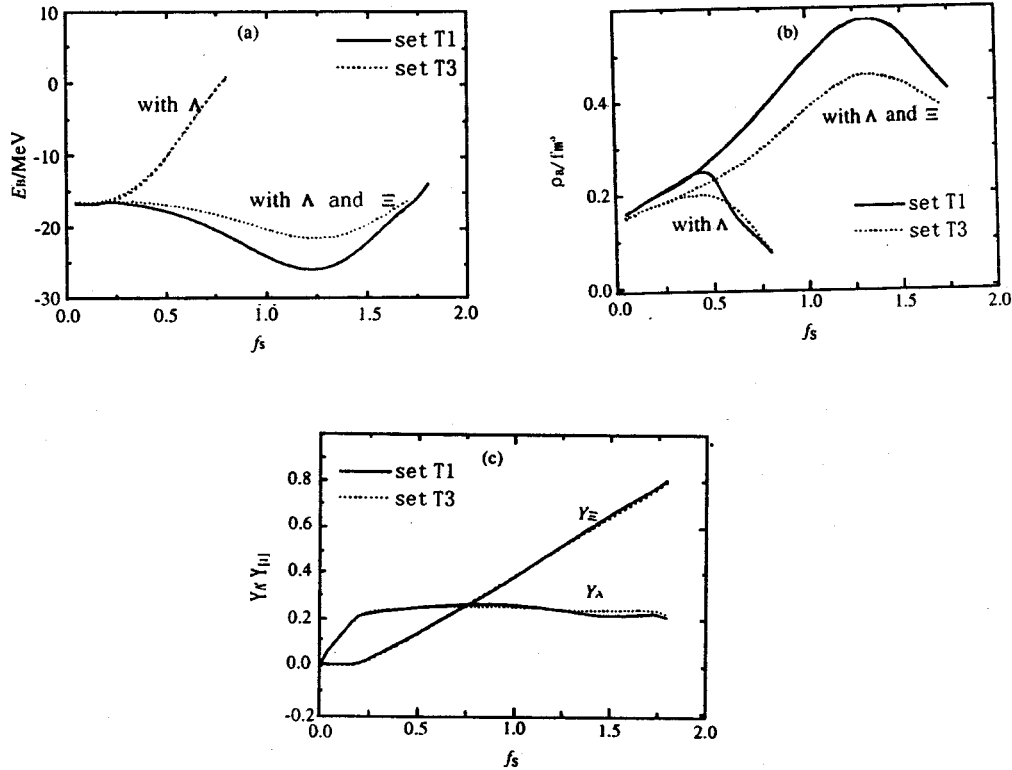 (a)
set T1
set T3
with Λ
with Λ and Ξ
E_B/MeV
10
0
-10
-20
-30
0.0
0.5
1.0
1.5
2.0
f_S
(b)
with Λ and Ξ
set T1
set T3
with Λ
ρ_B/fm³
0.4
0.2
0.0
0.0
0.5
1.0
1.5
2.0
f_S
(c)
set T1
set T3
Y_Ξ
Y_Λ
0.8
0.6
0.4
0.2
0.0
-0.2
0.0
0.5
1.0
1.5
2.0
f_S